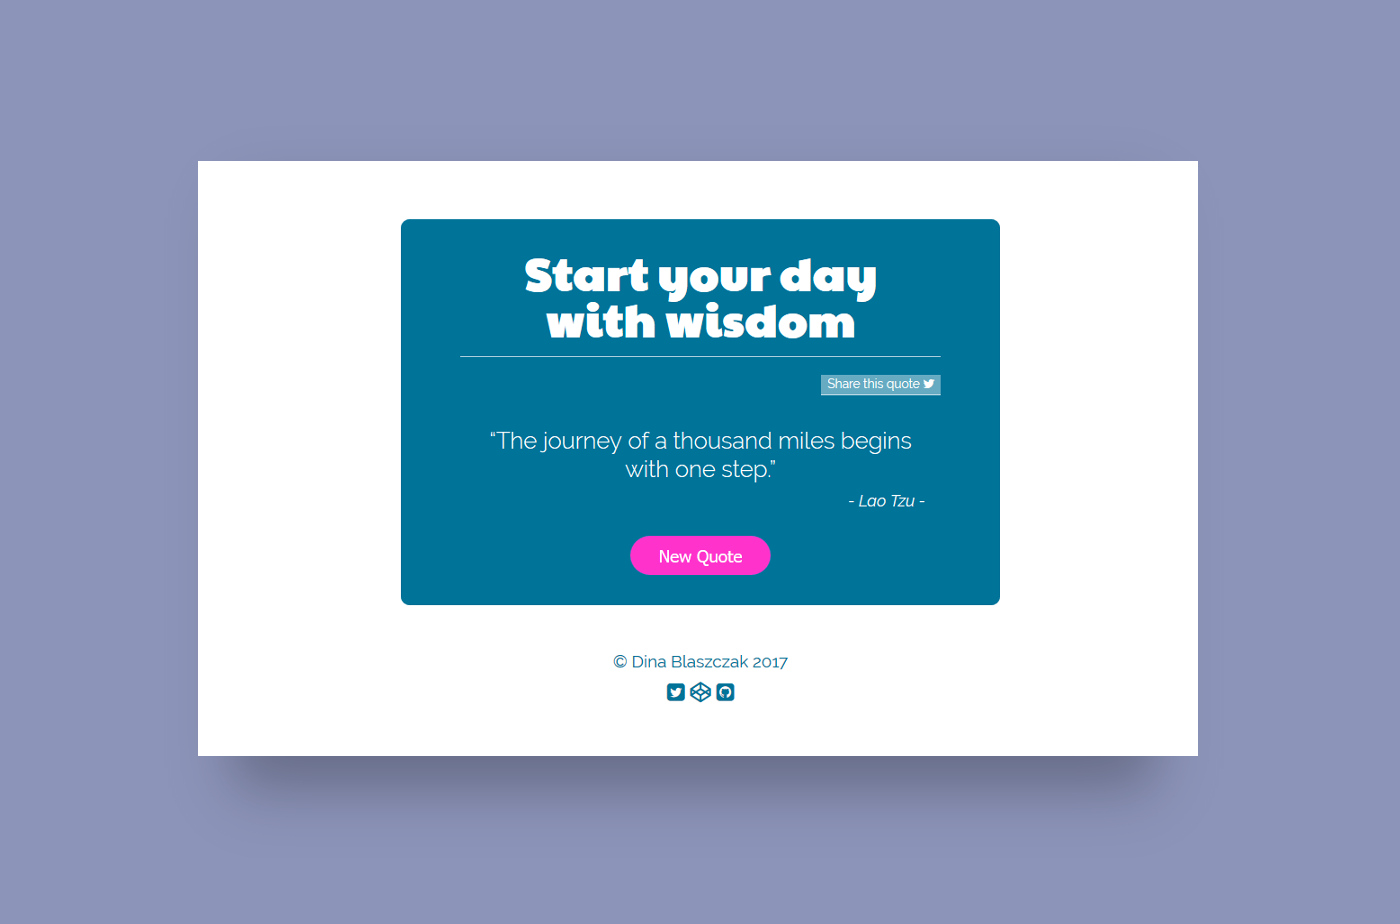 Start your day
with wisdom
Share this quote
“The journey of a thousand miles begins
with one step.”
- Lao Tzu -
New Quote
© Dina Blaszczak 2017